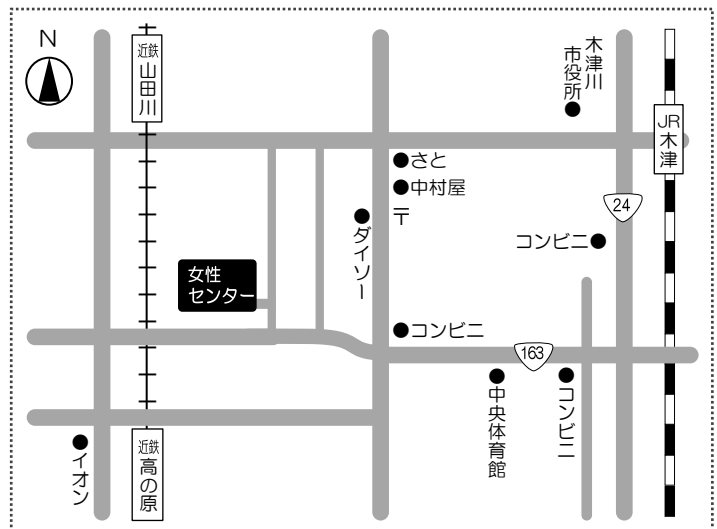 N
近鉄
山田川
木津川
市役所
JR
木津
さと
中村屋
〒
24
ダイソー
コンビニ
女性
センター
コンビニ
163
中央体育館
コンビニ
イオン
近鉄
高の原